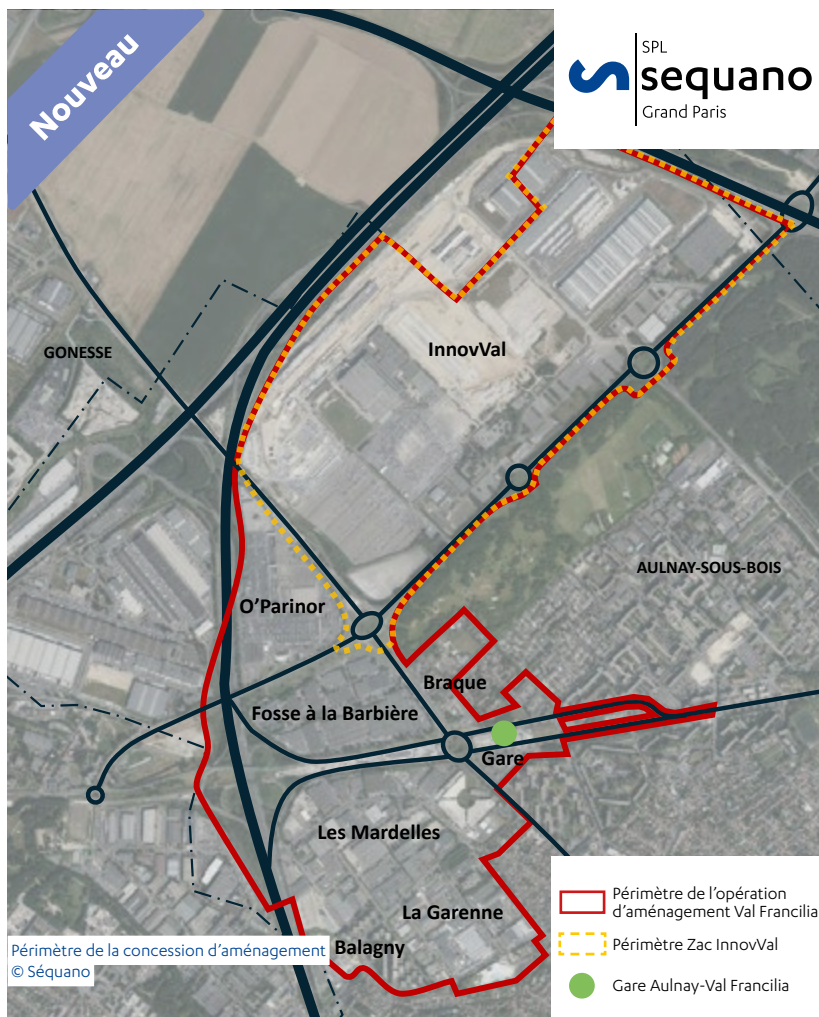 Nouveau
SPL
sequano
Grand Paris
GONESSE
InnovVal
AULNAY-SOUS-BOIS
O'Parinor
Braque
Fosse à la Barbière
Gare
Les Mardelles
La Garenne
Balagny
Périmètre de l'opération
d'aménagement Val Francilia
Périmètre Zac InnovVal
Gare Aulnay-Val Francilia
Périmètre de la concession d'aménagement
© Séquano